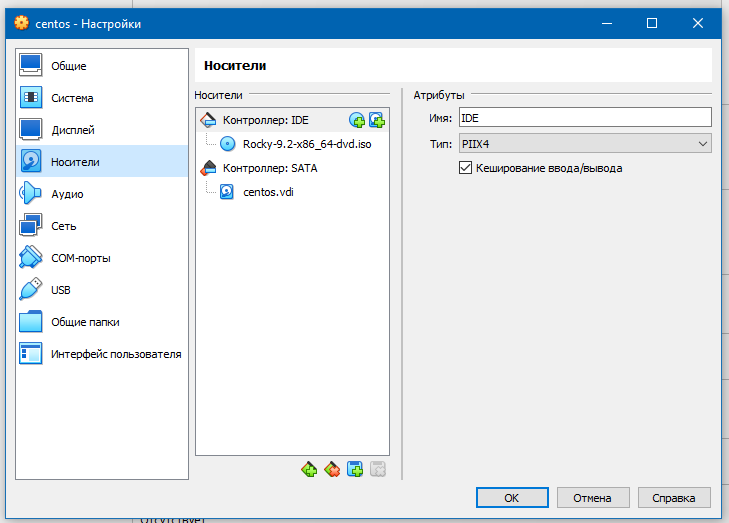 centos - Настройки
Общие
Система
Дисплей
Носители
Аудио
Сеть
COM-порты
USB
Общие папки
Интерфейс пользователя
Носители
Носители
Контроллер: IDE
Rocky-9.2-x86_64-dvd.iso
Контроллер: SATA
centos.vdi
Атрибуты
Имя: IDE
Тип: PIIX4
Кеширование ввода/вывода
OK
Отмена
Справка
Отсутствует